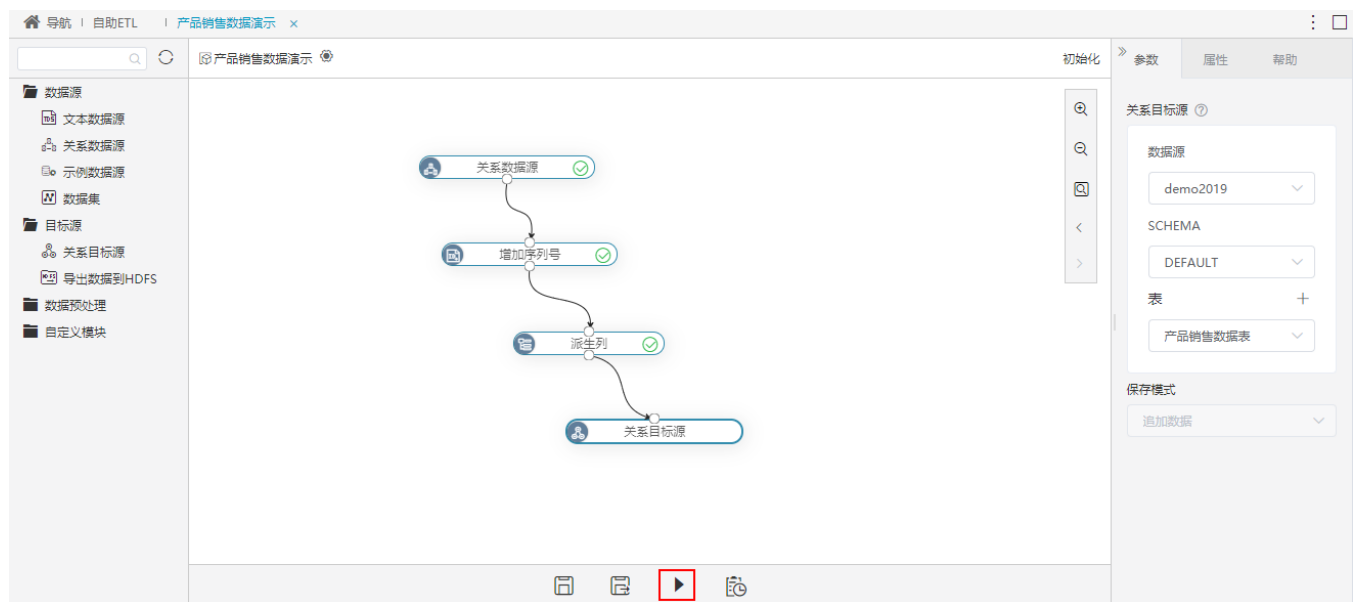 导航 自助ETL 产品销售数据演示 ×
产品销售数据演示
初始化
参数 属性 帮助
数据源
文本数据源
关系数据源
示例数据源
数据集
目标源
关系目标源
导出数据到HDFS
数据预处理
自定义模块
关系数据源
增加序列号
派生列
关系目标源
关系目标源
数据源
demo2019
SCHEMA
DEFAULT
表
产品销售数据表
保存模式
追加数据